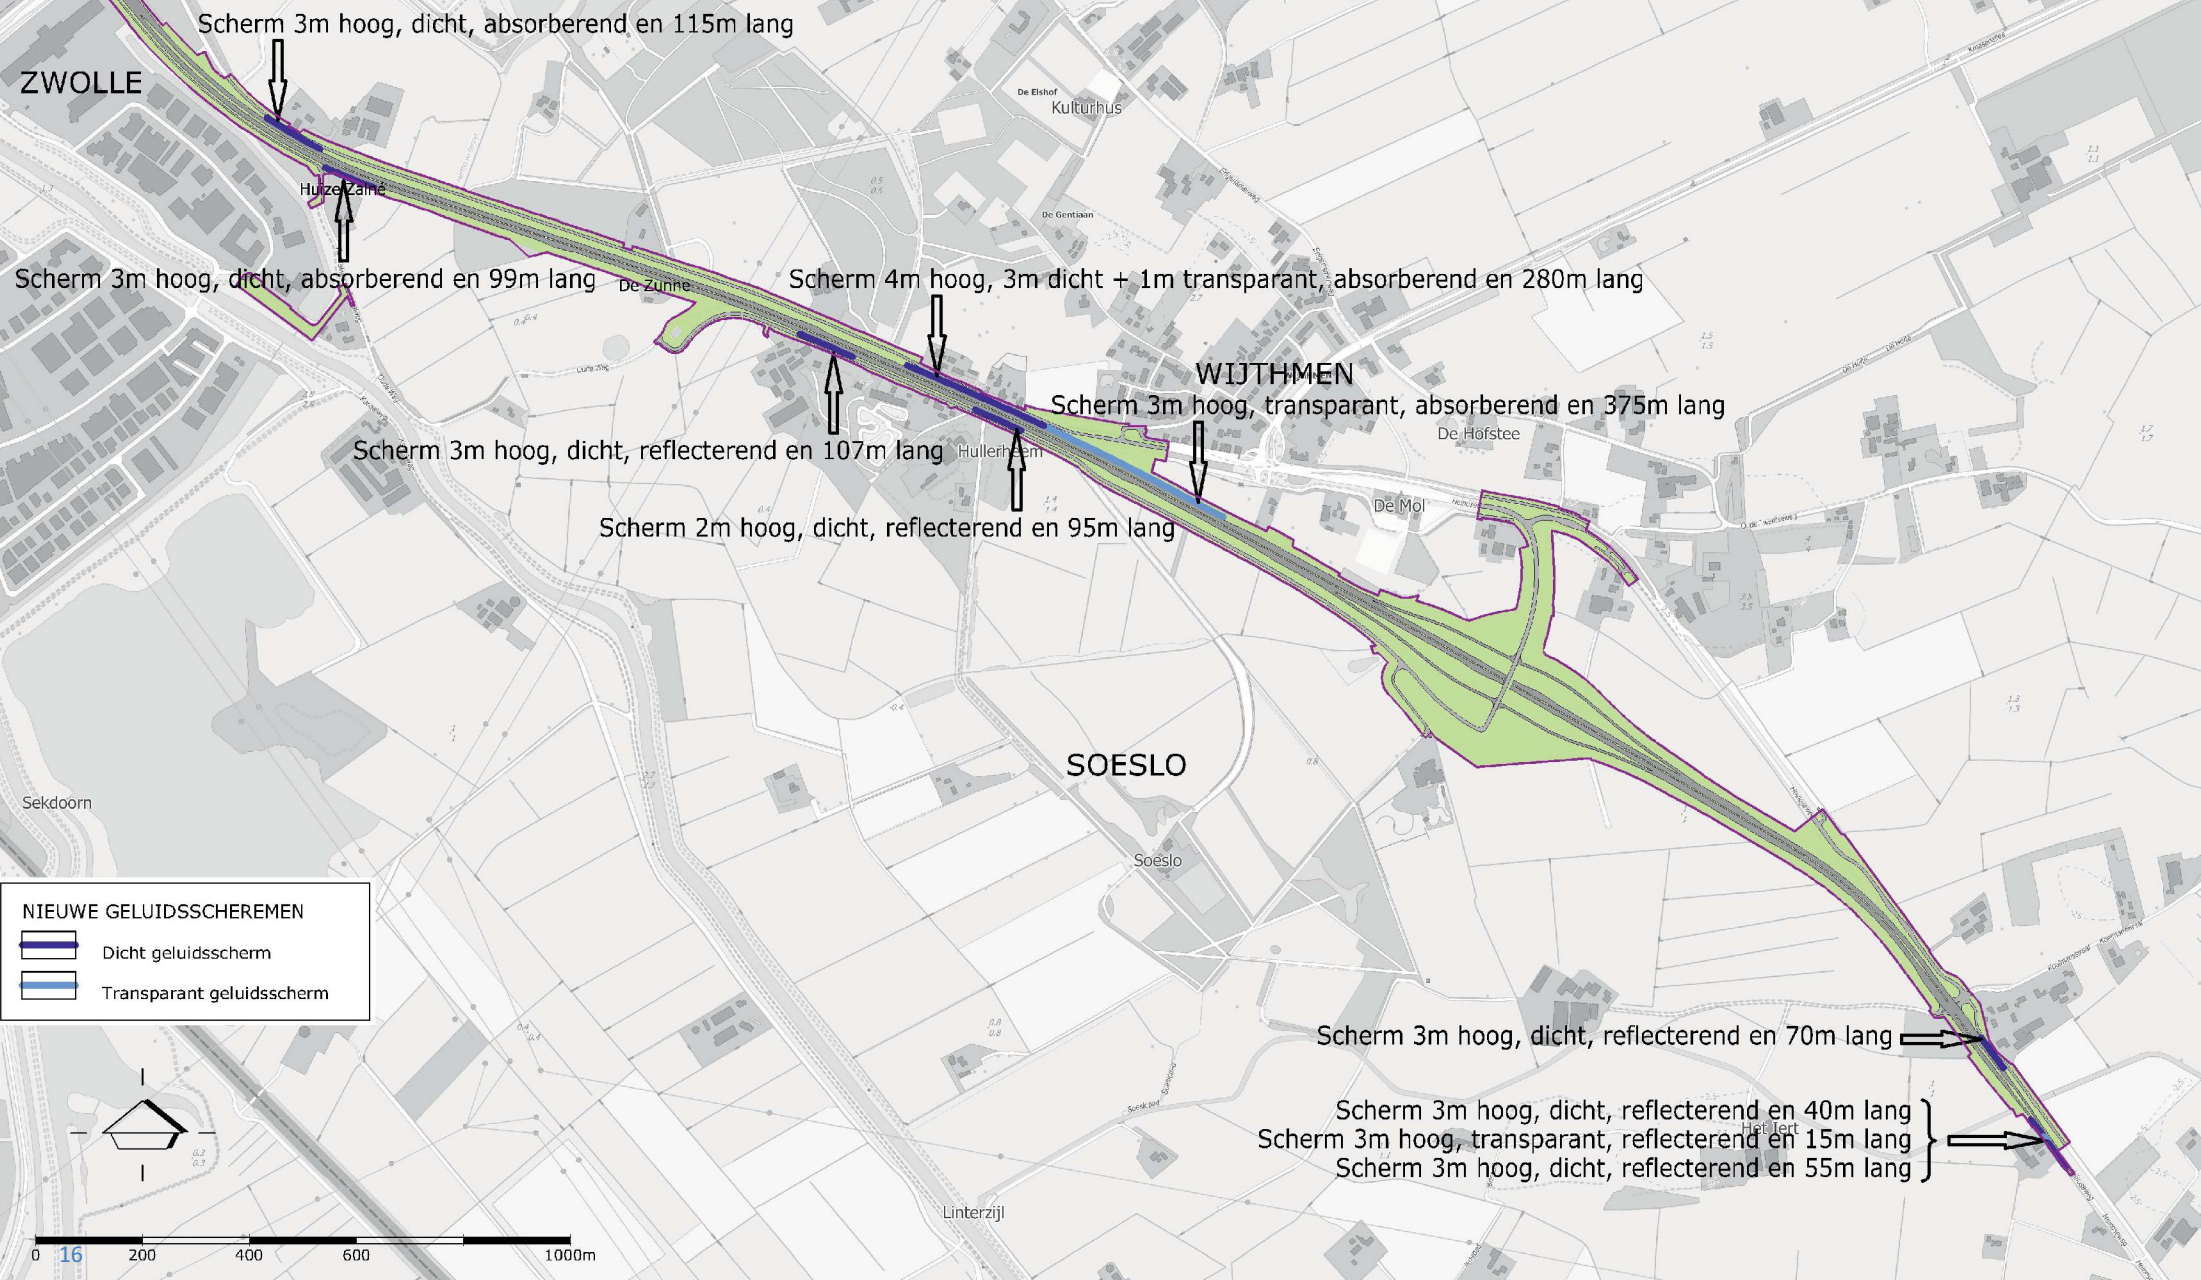 Scherm 3m hoog, dicht, absorberend en 115m lang
ZWOLLE
De Elshof
Kulturhus
Huize Zalné
De Gentiaan
Scherm 3m hoog, dicht, absorberend en 99m lang
De Zunne
Scherm 4m hoog, 3m dicht + 1m transparant, absorberend en 280m lang
WIJTHMEN
Scherm 3m hoog, transparant, absorberend en 375m lang
De Hofstee
Scherm 3m hoog, dicht, reflecterend en 107m lang
Hullerheem
De Mol
Scherm 2m hoog, dicht, reflecterend en 95m lang
SOESLO
Sekdoorn
Soeslo
NIEUWE GELUIDSSCHEREMEN
Dicht geluidsscherm
Transparant geluidsscherm
Scherm 3m hoog, dicht, reflecterend en 70m lang
Scherm 3m hoog, dicht, reflecterend en 40m lang
Het Iert
Scherm 3m hoog, transparant, reflecterend en 15m lang
Scherm 3m hoog, dicht, reflecterend en 55m lang
Linterzijl
0 16 200 400 600 1000m